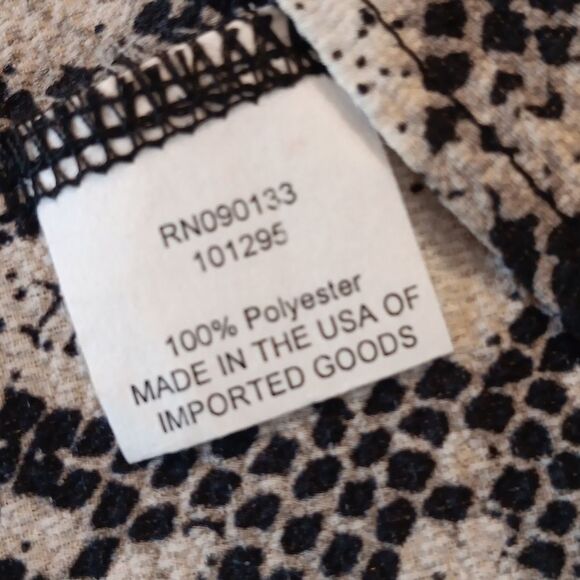 RN090133
101295
100% Polyester
MADE IN THE USA OF
IMPORTED GOODS